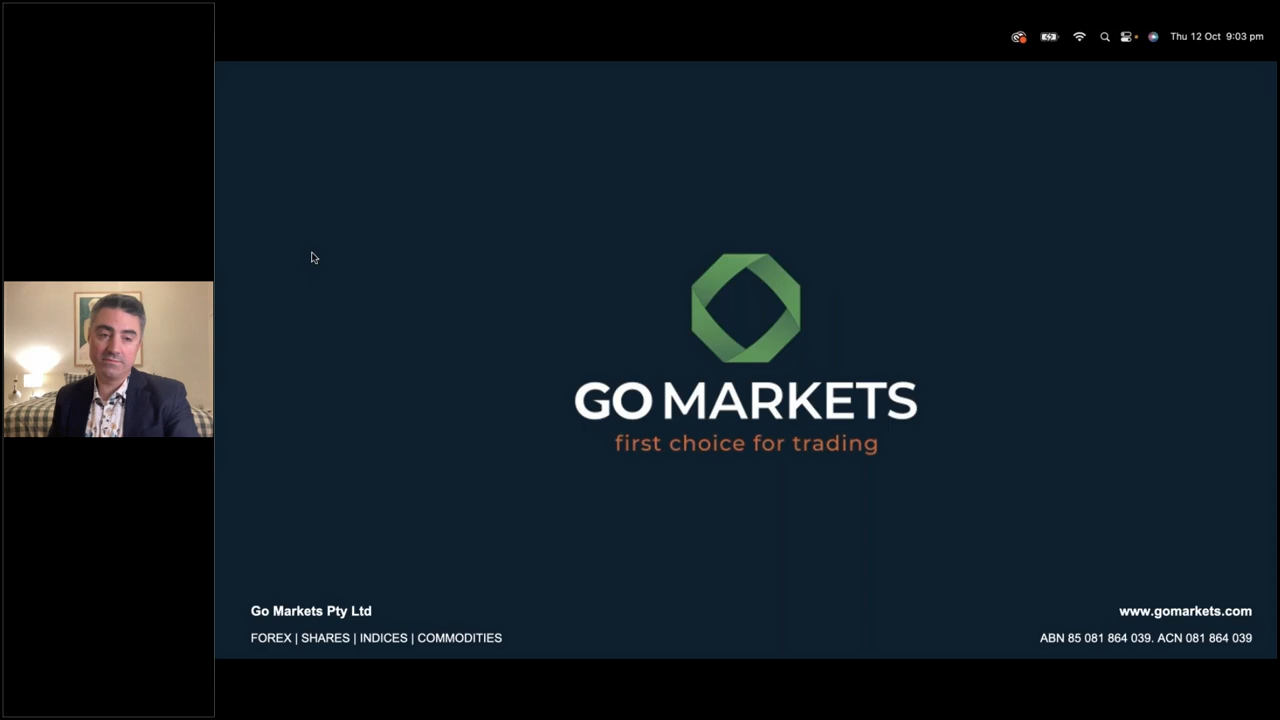 Thu 12 Oct 9:03 pm
GO MARKETS
first choice for trading
Go Markets Pty Ltd
www.gomarkets.com
FOREX | SHARES | INDICES | COMMODITIES
ABN 85 081 864 039. ACN 081 864 039